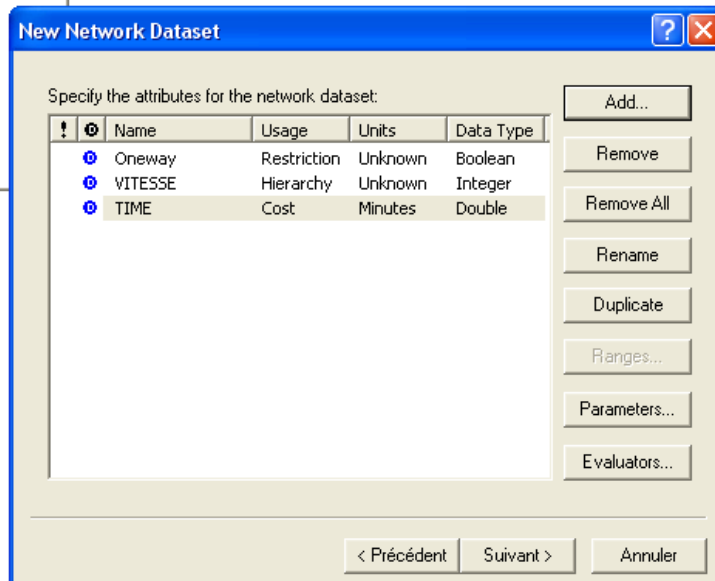 New Network Dataset
Specify the attributes for the network dataset:
! Name Usage Units Data Type
Oneway Restriction Unknown Boolean
VITESSE Hierarchy Unknown Integer
TIME Cost Minutes Double
Add...
Remove
Remove All
Rename
Duplicate
Ranges...
Parameters...
Evaluators...
< Précédent Suivant > Annuler